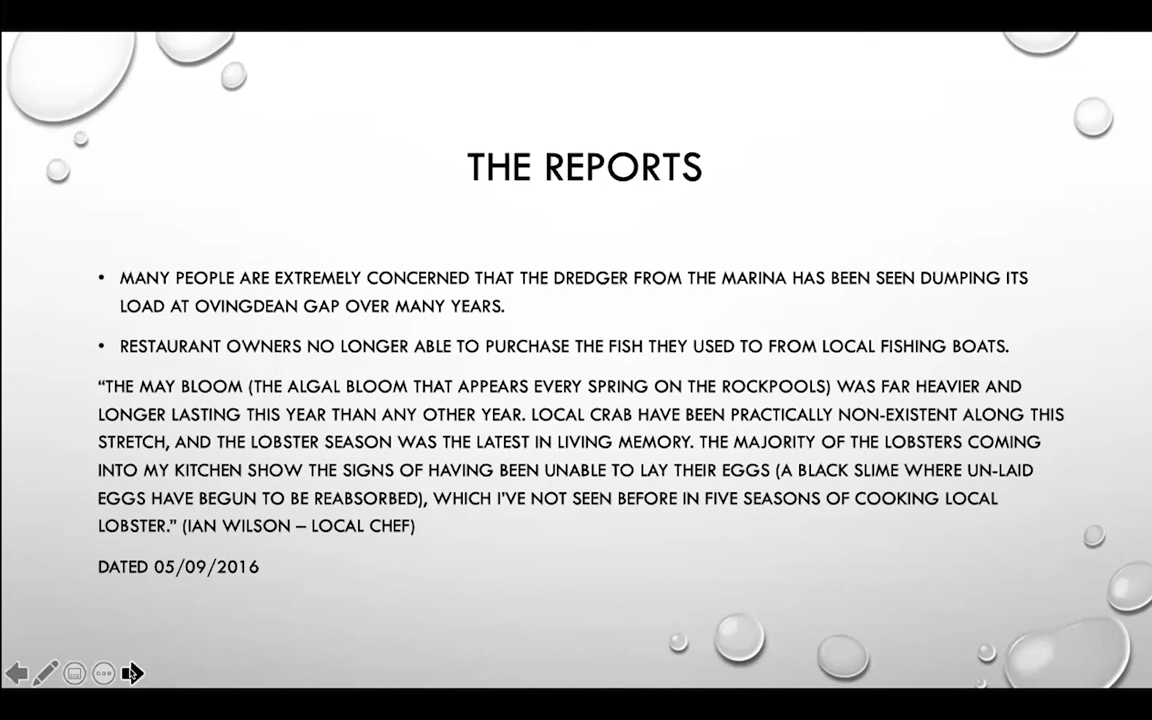 THE REPORTS
• MANY PEOPLE ARE EXTREMELY CONCERNED THAT THE DREDGER FROM THE MARINA HAS BEEN SEEN DUMPING ITS
LOAD AT OVINGDEAN GAP OVER MANY YEARS.
• RESTAURANT OWNERS NO LONGER ABLE TO PURCHASE THE FISH THEY USED TO FROM LOCAL FISHING BOATS.
“THE MAY BLOOM (THE ALGAL BLOOM THAT APPEARS EVERY SPRING ON THE ROCKPOOLS) WAS FAR HEAVIER AND
LONGER LASTING THIS YEAR THAN ANY OTHER YEAR. LOCAL CRAB HAVE BEEN PRACTICALLY NON-EXISTENT ALONG THIS
STRETCH, AND THE LOBSTER SEASON WAS THE LATEST IN LIVING MEMORY. THE MAJORITY OF THE LOBSTERS COMING
INTO MY KITCHEN SHOW THE SIGNS OF HAVING BEEN UNABLE TO LAY THEIR EGGS (A BLACK SLIME WHERE UN-LAID
EGGS HAVE BEGUN TO BE REABSORBED), WHICH I'VE NOT SEEN BEFORE IN FIVE SEASONS OF COOKING LOCAL
LOBSTER.” (IAN WILSON – LOCAL CHEF)
DATED 05/09/2016